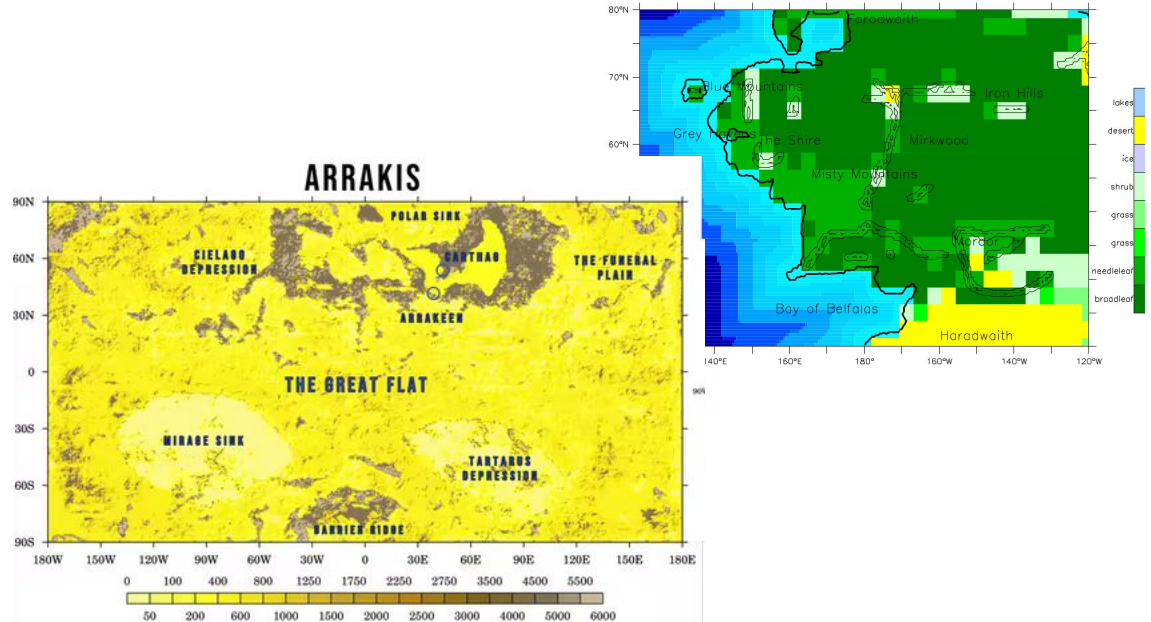 ARRAKIS
90N
60N
30N
0
30S
60S
90S
POLAR SINK
CIELAGO
DEPRESSION
CARTHAG
THE FUNERAL
PLAIN
ARRAKEEN
THE GREAT FLAT
MIRAGE SINK
TARTARUS
DEPRESSION
BARRIER RIDGE
180W 150W 120W 90W 60W 30W 0 30E 60E 90E 120E 150E 180E
0 100 400 800 1250 1750 2250 2750 3500 4500 5500
50 200 600 1000 1500 2000 2500 3000 4000 5000 6000
80°N
70°N
60°N
Forodwaith
Blue Mountains
Iron Hills
Grey Havens
The Shire
Mirkwood
Misty Mountains
Mordor
Bay of Belfalas
Haradwaith
140°E 160°E 180°E 160°W 140°W 120°W
lakes
desert
ice
shrub
grass
grass
needleleaf
broadleaf